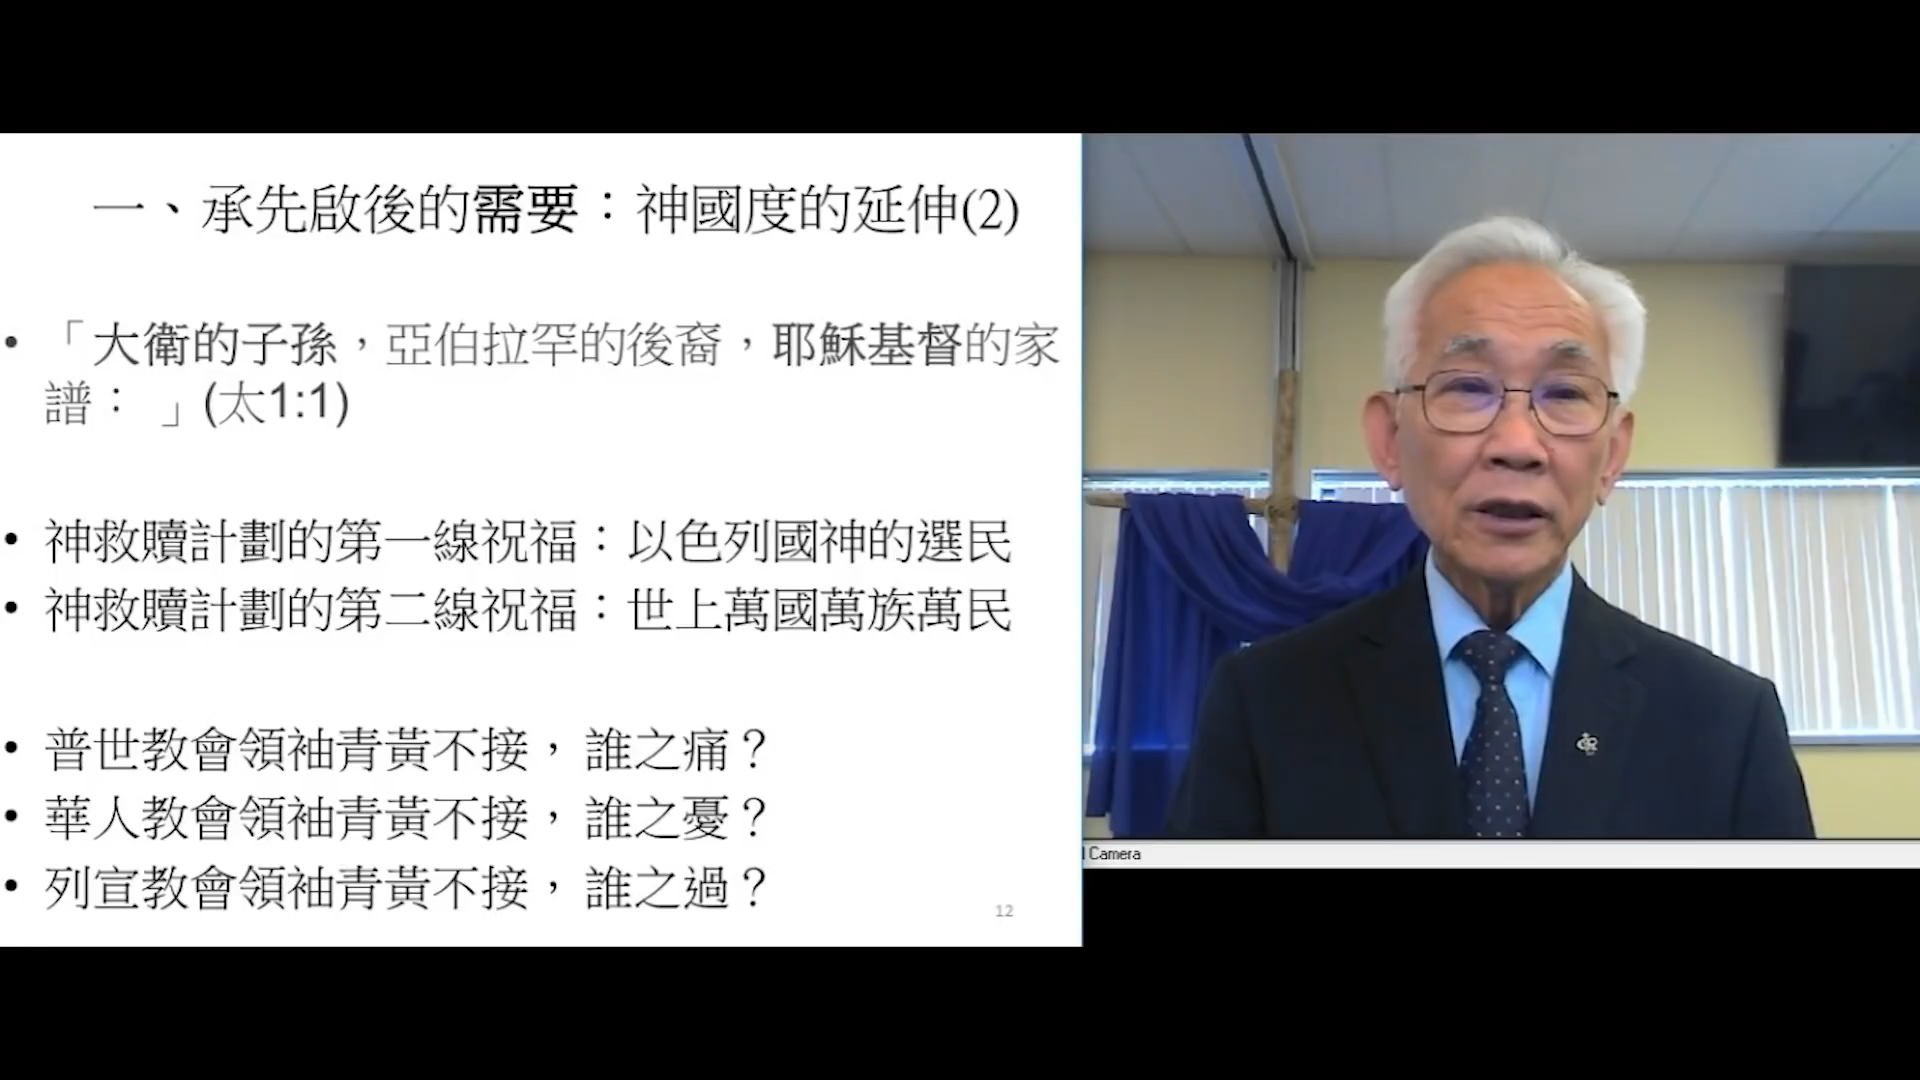 一、承先啟後的需要：神國度的延伸(2)
• 「大衛的子孫，亞伯拉罕的後裔，耶穌基督的家
譜： 」(太1:1)
• 神救贖計劃的第一線祝福：以色列國神的選民
• 神救贖計劃的第二線祝福：世上萬國萬族萬民
• 普世教會領袖青黃不接， 誰之痛？
• 華人教會領袖青黃不接， 誰之憂？
• 列宣教會領袖青黃不接， 誰之過？
12
Camera